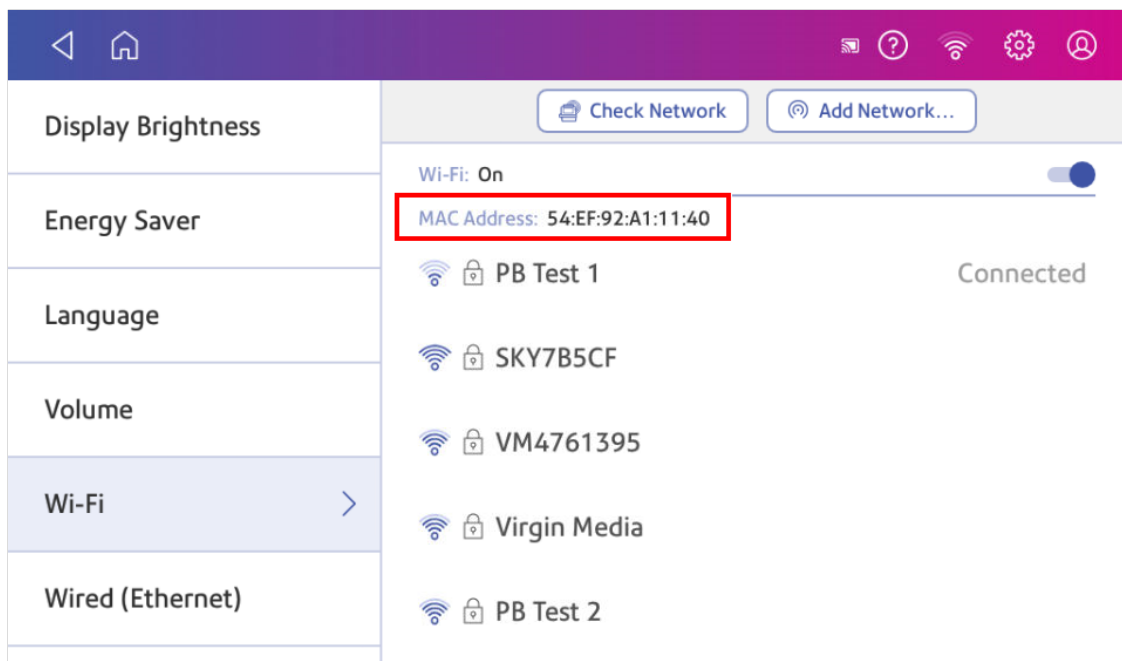 Display Brightness
Energy Saver
Language
Volume
Wi-Fi
Wired (Ethernet)
Check Network
Add Network...
Wi-Fi: On
MAC Address: 54:EF:92:A1:11:40
PB Test 1 Connected
SKY7B5CF
VM4761395
Virgin Media
PB Test 2